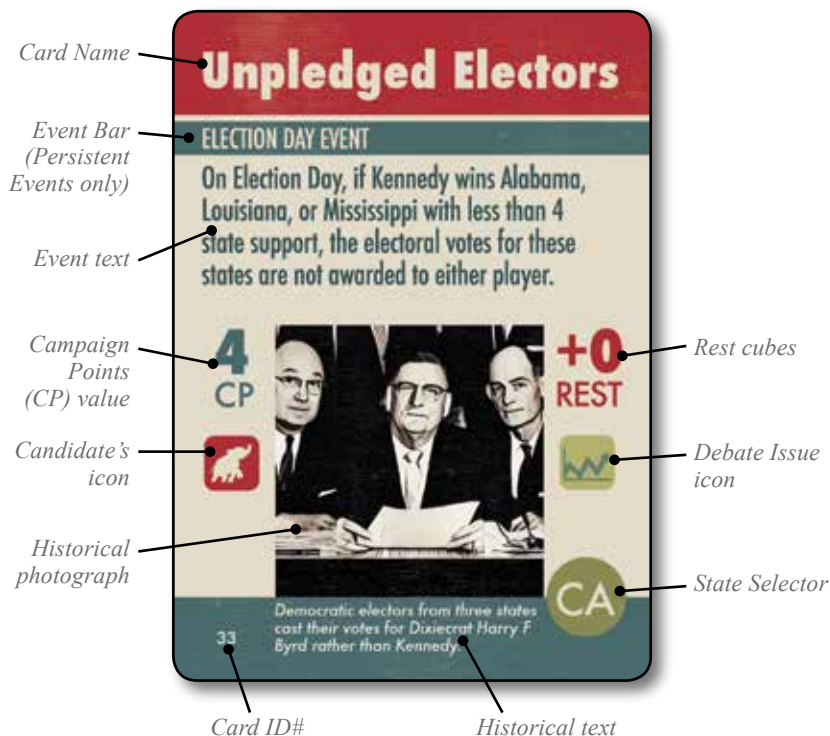 Card Name
Unpledged Electors
Event Bar
(Persistent
Events only)
ELECTION DAY EVENT
On Election Day, if Kennedy wins Alabama,
Louisiana, or Mississippi with less than 4
state support, the electoral votes for these
states are not awarded to either player.
Event text
Campaign
Points
(CP) value
4
CP
+0
REST
Rest cubes
Candidate's
icon
Debate Issue
icon
Historical
photograph
CA
State Selector
Democratic electors from three states
cast their votes for Dixiecrat Harry F
Byrd rather than Kennedy.
33
Card ID#
Historical text